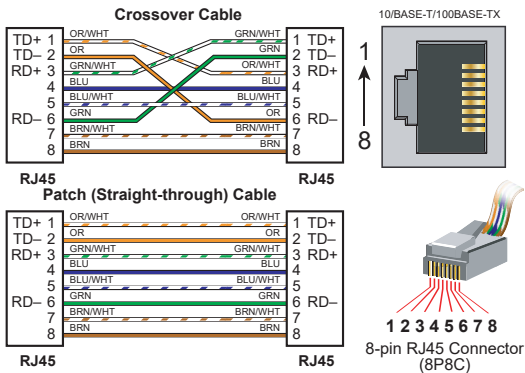 Crossover Cable
TD+ 1 OR/WHT GRN/WHT 1 TD+
TD– 2 OR GRN 2 TD–
RD+ 3 GRN/WHT OR/WHT 3 RD+
4 BLU BLU 4
5 BLU/WHT BLU/WHT 5
RD– 6 GRN OR 6 RD–
7 BRN/WHT BRN/WHT 7
8 BRN BRN 8
RJ45 RJ45
10/BASE-T/100BASE-TX
1
8
Patch (Straight-through) Cable
TD+ 1 OR/WHT OR/WHT 1 TD+
TD– 2 OR OR 2 TD–
RD+ 3 GRN/WHT GRN/WHT 3 RD+
4 BLU BLU 4
5 BLU/WHT BLU/WHT 5
RD– 6 GRN GRN 6 RD–
7 BRN/WHT BRN/WHT 7
8 BRN BRN 8
RJ45 RJ45
1 2 3 4 5 6 7 8
8-pin RJ45 Connector
(8P8C)